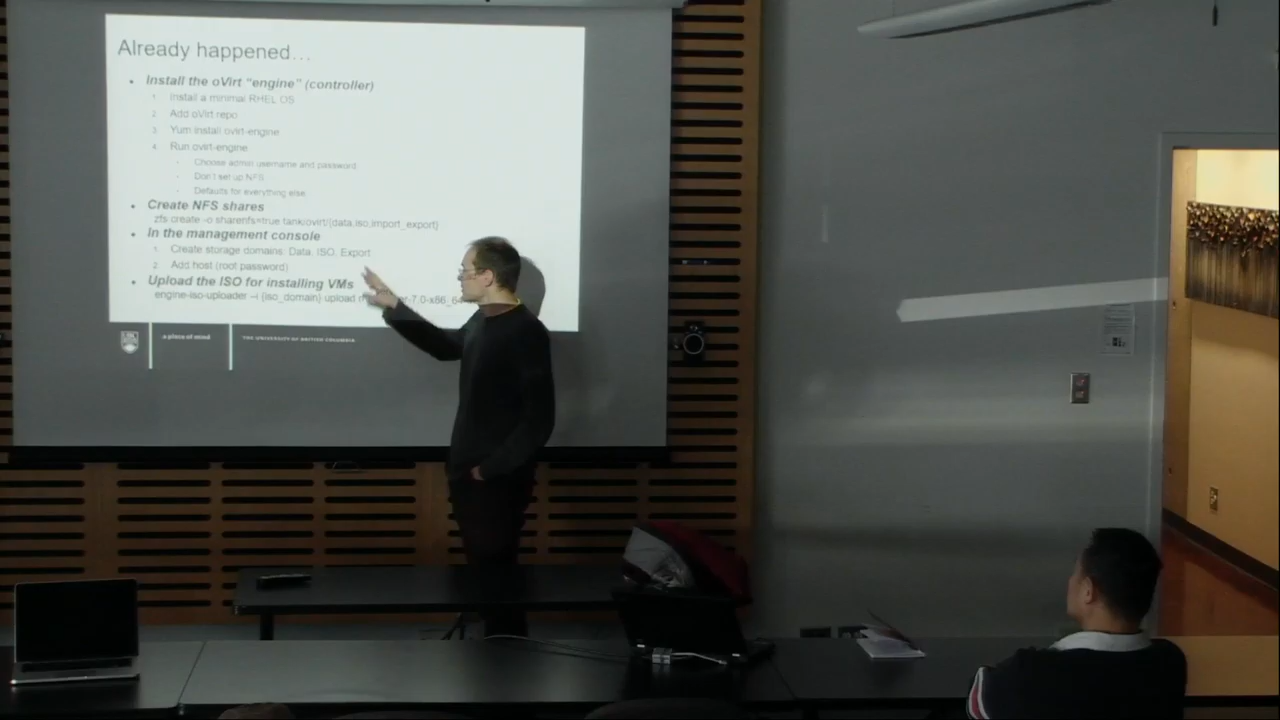 Already happened…
• Install the oVirt “engine” (controller)
1. Install a minimal RHEL OS
2. Add oVirt repo
3. Yum install ovirt-engine
4. Run ovirt-engine
• Choose admin username and password
• Don't set up NFS
• Defaults for everything else
• Create NFS shares
zfs create -o sharenfs=true tank/ovirt/{data,iso,import_export}
• In the management console
1. Create storage domains: Data, ISO, Export
2. Add host (root password)
• Upload the ISO for installing VMs
engine-iso-uploader –i {iso_domain} upload
a place of mind
THE UNIVERSITY OF BRITISH COLUMBIA